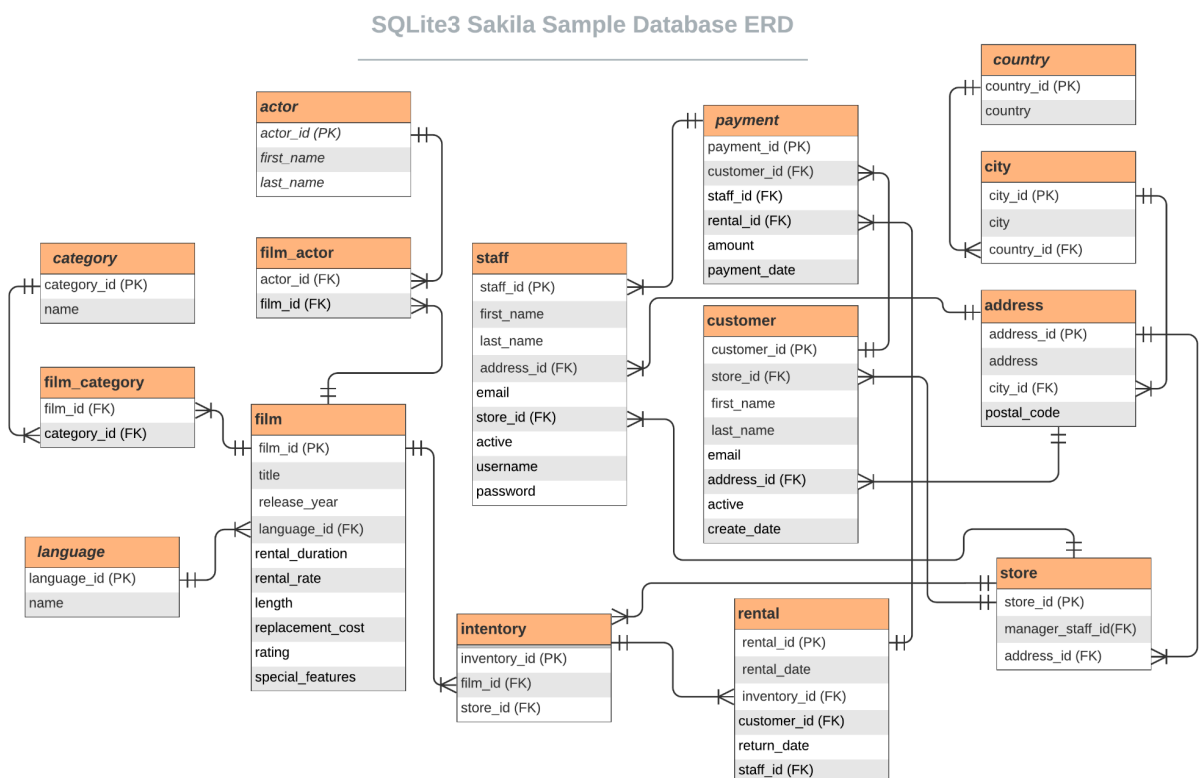 SQLite3 Sakila Sample Database ERD
country
country_id (PK)
country
actor
actor_id (PK)
first_name
last_name
payment
payment_id (PK)
customer_id (FK)
staff_id (FK)
rental_id (FK)
amount
payment_date
city
city_id (PK)
city
country_id (FK)
category
category_id (PK)
name
film_actor
actor_id (FK)
film_id (FK)
staff
staff_id (PK)
first_name
last_name
address_id (FK)
email
store_id (FK)
active
username
password
customer
customer_id (PK)
store_id (FK)
first_name
last_name
email
address_id (FK)
active
create_date
address
address_id (PK)
address
city_id (FK)
postal_code
film_category
film_id (FK)
category_id (FK)
film
film_id (PK)
title
release_year
language_id (FK)
rental_duration
rental_rate
length
replacement_cost
rating
special_features
language
language_id (PK)
name
intentory
inventory_id (PK)
film_id (FK)
store_id (FK)
rental
rental_id (PK)
rental_date
inventory_id (FK)
customer_id (FK)
return_date
staff_id (FK)
store
store_id (PK)
manager_staff_id(FK)
address_id (FK)